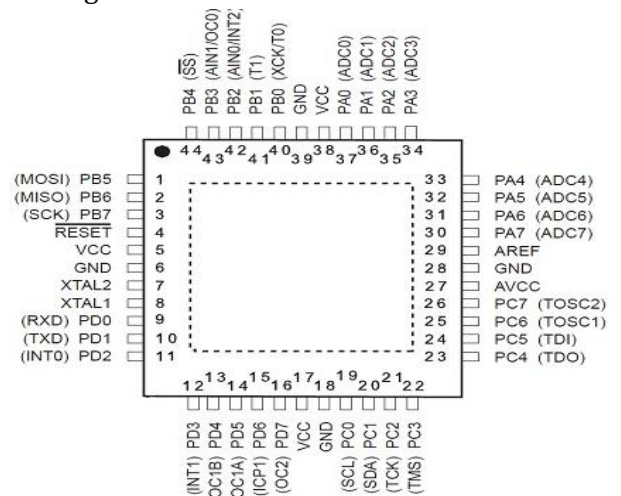 PB4 (SS)
PB3 (AIN1/OC0)
PB2 (AIN0/INT2)
PB1 (T1)
PB0 (XCK/T0)
GND
VCC
PA0 (ADC0)
PA1 (ADC1)
PA2 (ADC2)
PA3 (ADC3)
44 43 42 41 40 39 38 37 36 35 34
(MOSI) PB5 1
(MISO) PB6 2
(SCK) PB7 3
RESET 4
VCC 5
GND 6
XTAL2 7
XTAL1 8
(RXD) PD0 9
(TXD) PD1 10
(INT0) PD2 11
33 PA4 (ADC4)
32 PA5 (ADC5)
31 PA6 (ADC6)
30 PA7 (ADC7)
29 AREF
28 GND
27 AVCC
26 PC7 (TOSC2)
25 PC6 (TOSC1)
24 PC5 (TDI)
23 PC4 (TDO)
12 13 14 15 16 17 18 19 20 21 22
(INT1) PD3
OC1B) PD4
OC1A) PD5
(ICP1) PD6
(OC2) PD7
VCC
GND
(SCL) PC0
(SDA) PC1
(TCK) PC2
(TMS) PC3